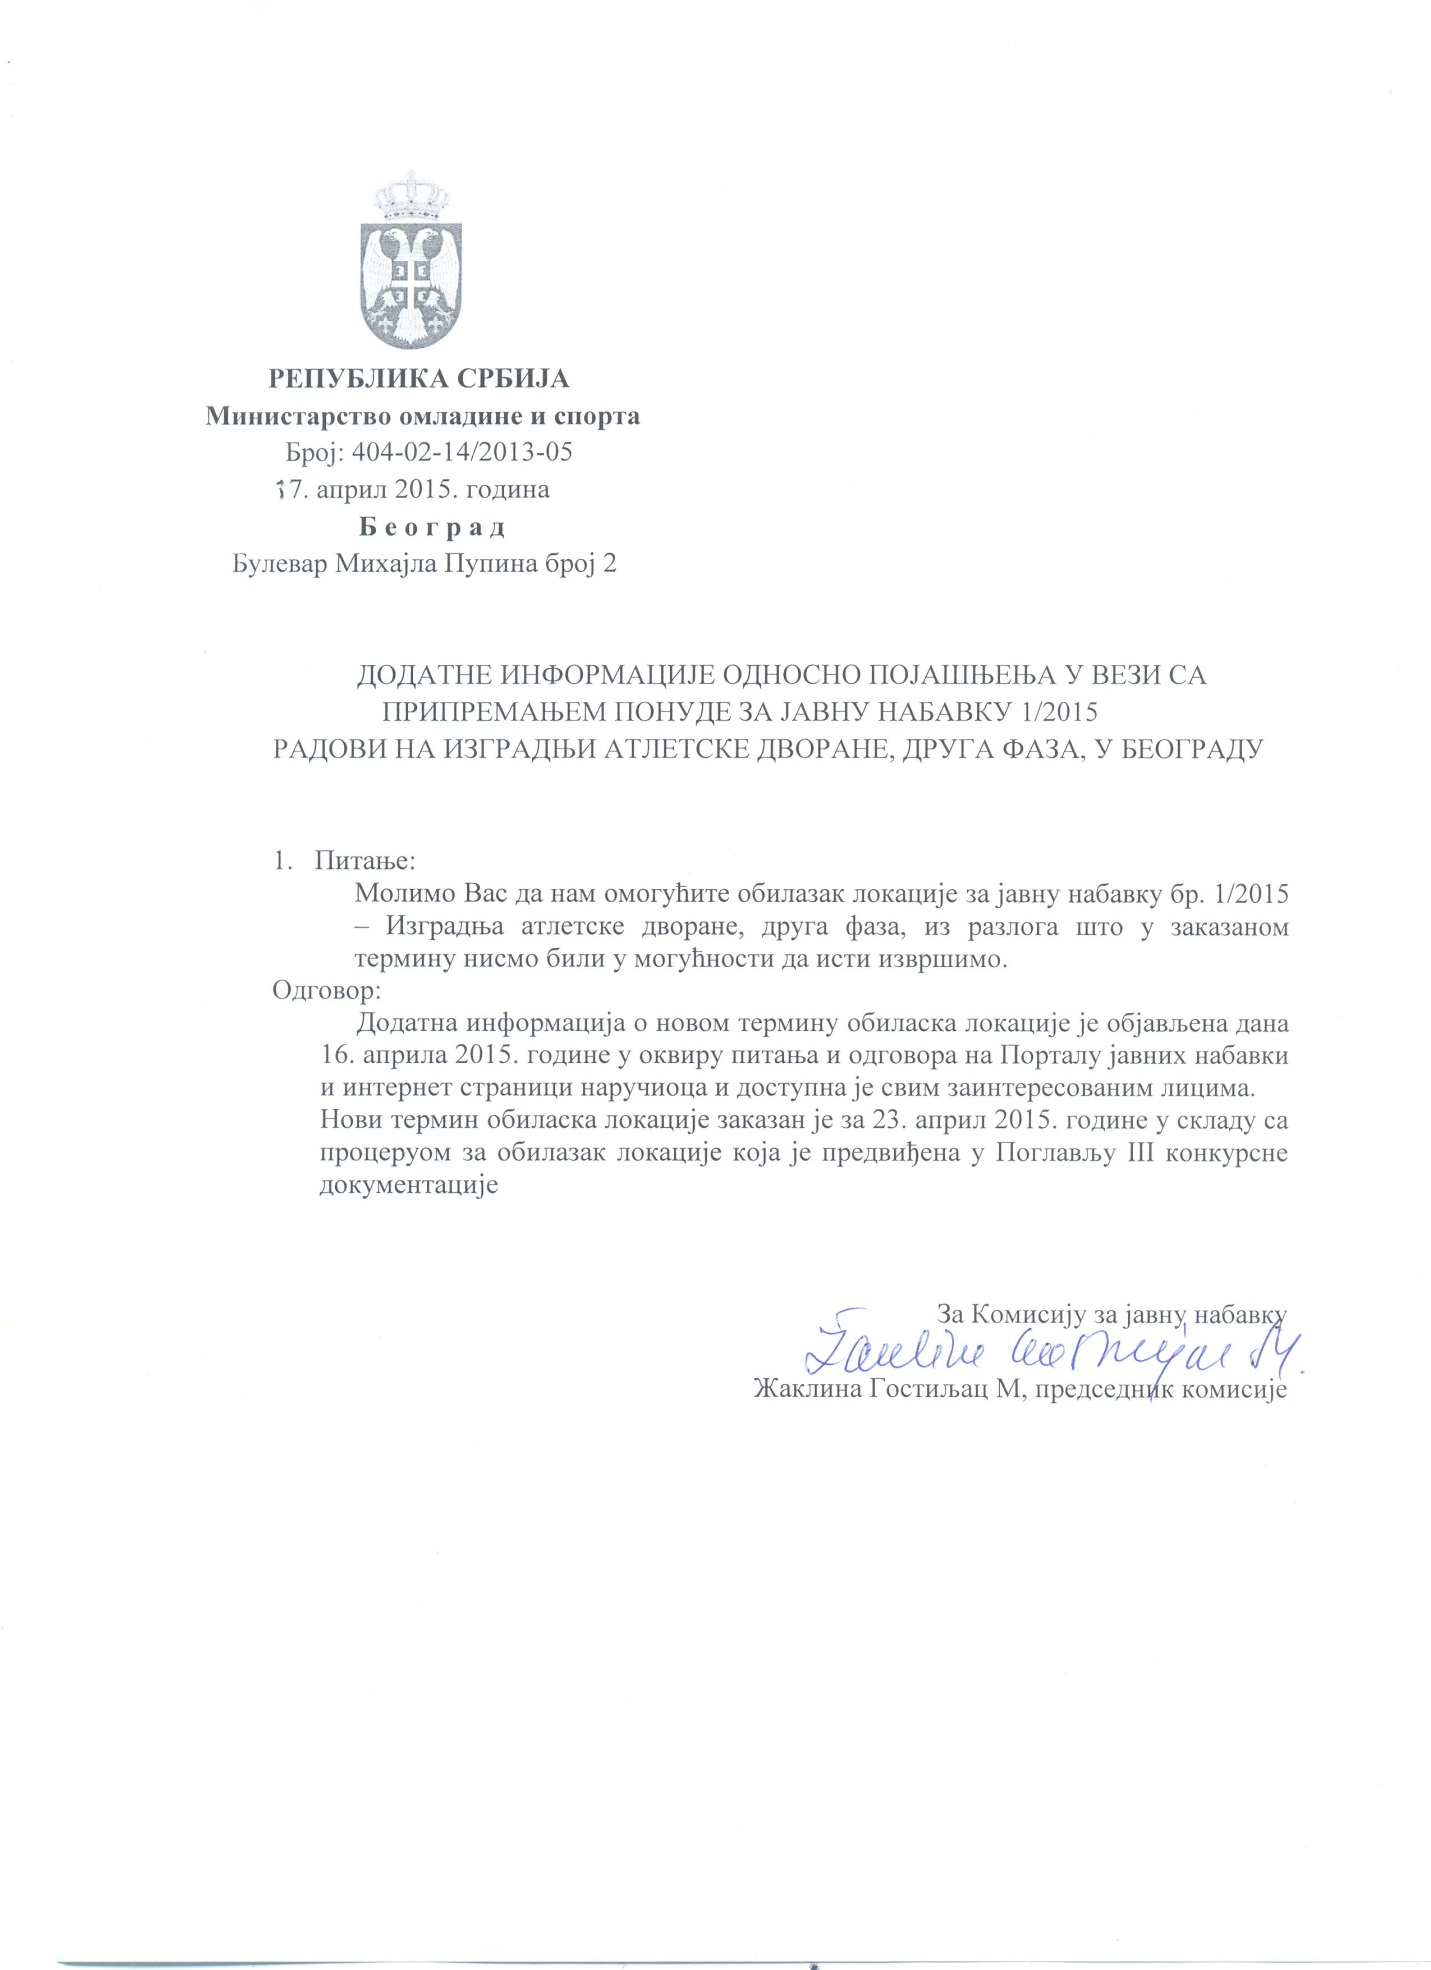 РЕПУБЛИКА СРБИЈА
Министарство омладине и спорта
Број: 404-02-14/2013-05
17. април 2015. година
Б е о г р а д
Булевар Михајла Пупина број 2
ДОДАТНЕ ИНФОРМАЦИЈЕ ОДНОСНО ПОЈАШЊЕЊА У ВЕЗИ СА
ПРИПРЕМАЊЕМ ПОНУДЕ ЗА ЈАВНУ НАБАВКУ 1/2015
РАДОВИ НА ИЗГРАДЊИ АТЛЕТСКЕ ДВОРАНЕ, ДРУГА ФАЗА, У БЕОГРАДУ
1. Питање:
Молимо Вас да нам омогућите обилазак локације за јавну набавку бр. 1/2015
– Изградња атлетске дворане, друга фаза, из разлога што у заказаном
термину нисмо били у могућности да исти извршимо.
Одговор:
Додатна информација о новом термину обиласка локације је објављена дана
16. априла 2015. године у оквиру питања и одговора на Порталу јавних набавки
и интернет страници наручиоца и доступна је свим заинтересованим лицима.
Нови термин обиласка локације заказан је за 23. април 2015. године у складу са
процеруом за обилазак локације која је предвиђена у Поглављу III конкурсне
документације
За Комисију за јавну набавку
Жаклина Гостиљац М, председник комисије